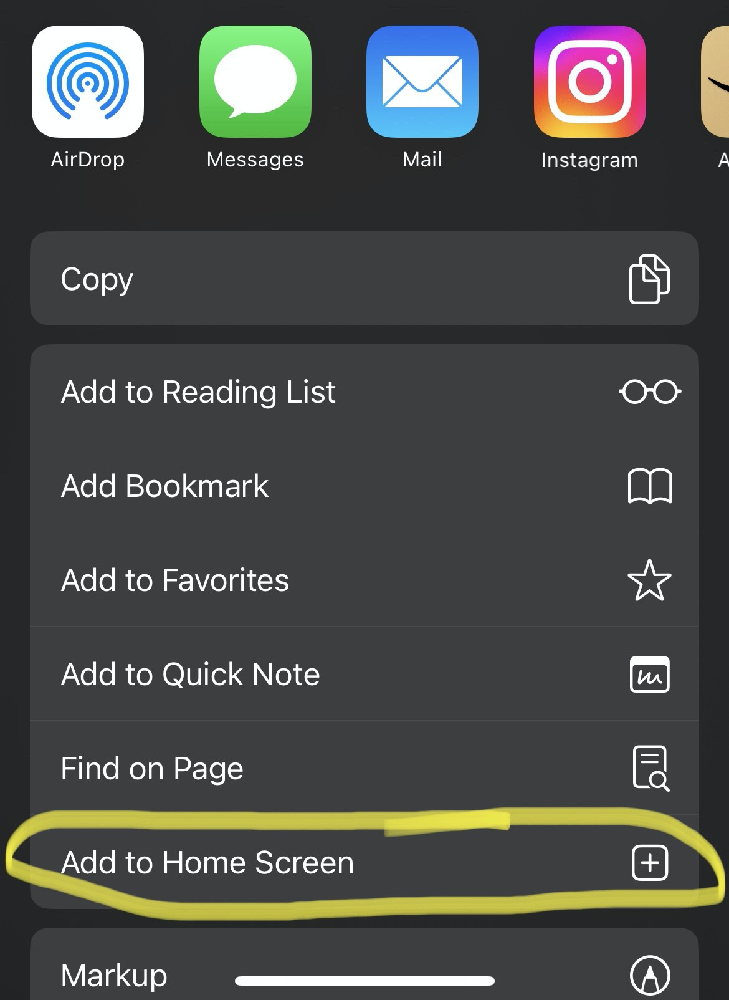 AirDrop
Messages
Mail
Instagram
A
Copy
Add to Reading List
Add Bookmark
Add to Favorites
Add to Quick Note
Find on Page
Add to Home Screen
Markup